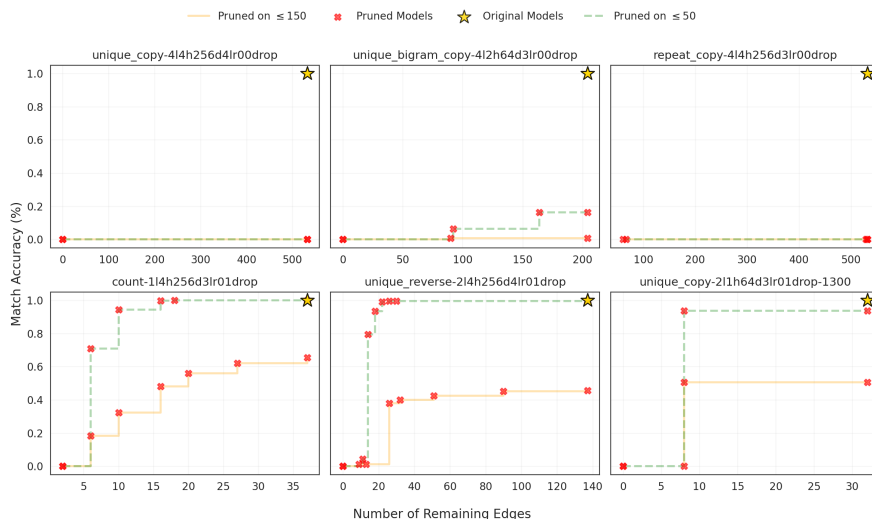 Pruned on ≤150 Pruned Models Original Models Pruned on ≤50
unique_copy-4l4h256d4lr00drop unique_bigram_copy-4l2h64d3lr00drop repeat_copy-4l4h256d3lr00drop
1.0
0.8
0.6
0.4
0.2
0.0
0 100 200 300 400 500 0 50 100 150 200 100 200 300 400 500
count-1l4h256d3lr01drop unique_reverse-2l4h256d4lr01drop unique_copy-2l1h64d3lr01drop-1300
1.0
0.8
0.6
0.4
0.2
0.0
5 10 15 20 25 30 35 0 20 40 60 80 100 120 140 0 5 10 15 20 25 30
Match Accuracy (%)
Number of Remaining Edges